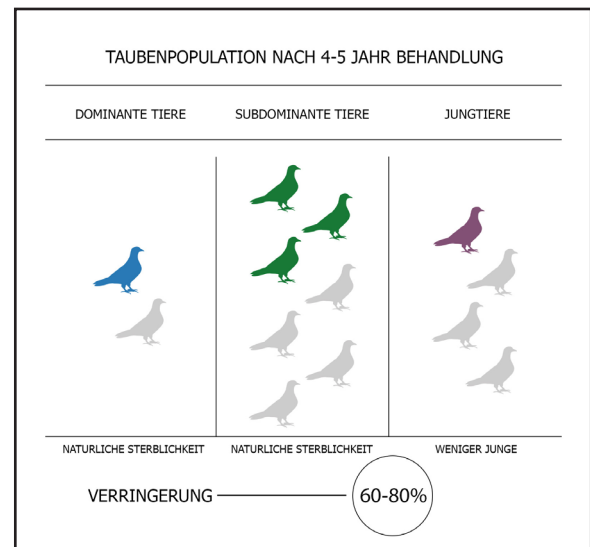 TAUBENPOPULATION NACH 4-5 JAHR BEHANDLUNG
DOMINANTE TIERE
SUBDOMINANTE TIERE
JUNGTIERE
NATURLICHE STERBLICHKEIT
NATURLICHE STERBLICHKEIT
WENIGER JUNGE
VERRINGERUNG
60-80%